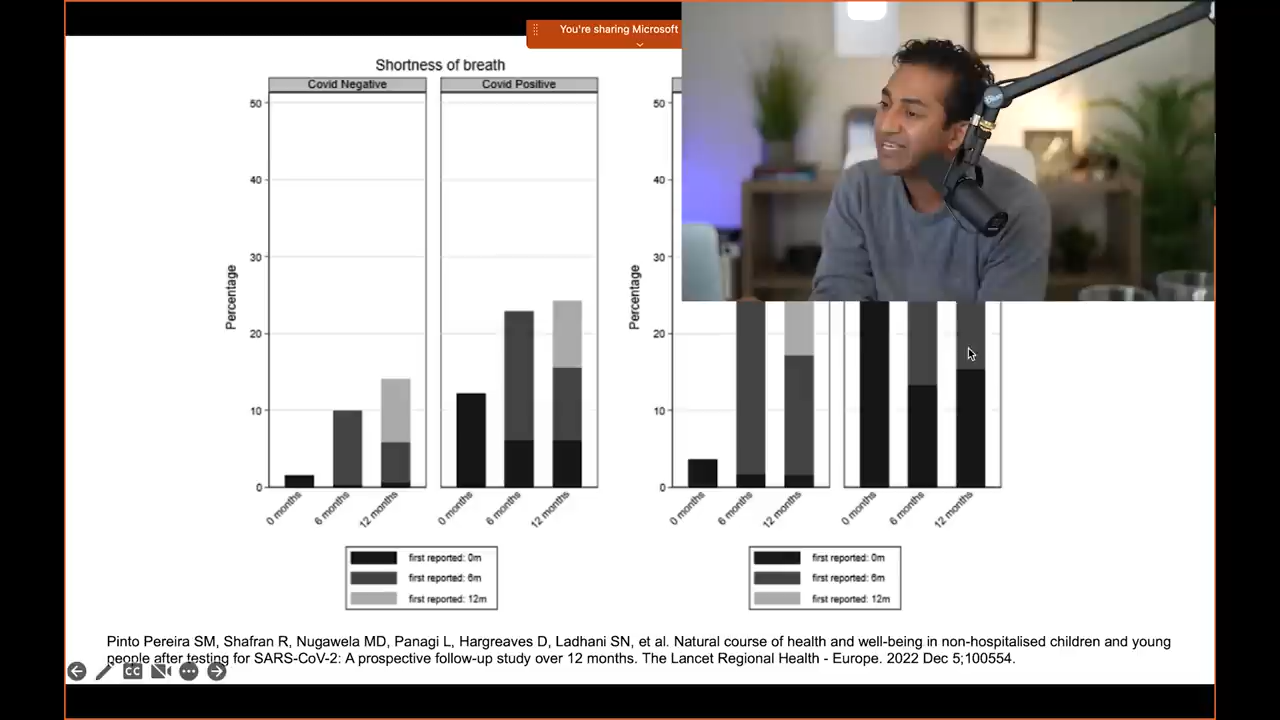 You're sharing Microsoft
Shortness of breath
Covid Negative
Covid Positive
50
40
30
20
10
0
Percentage
0 months
6 months
12 months
0 months
6 months
12 months
first reported: 0m
first reported: 6m
first reported: 12m
50
40
30
20
10
0
Percentage
0 months
6 months
12 months
0 months
6 months
12 months
first reported: 0m
first reported: 6m
first reported: 12m
Pinto Pereira SM, Shafran R, Nugawela MD, Panagi L, Hargreaves D, Ladhani SN, et al. Natural course of health and well-being in non-hospitalised children and young
people after testing for SARS-CoV-2: A prospective follow-up study over 12 months. The Lancet Regional Health - Europe. 2022 Dec 5;100554.
CC